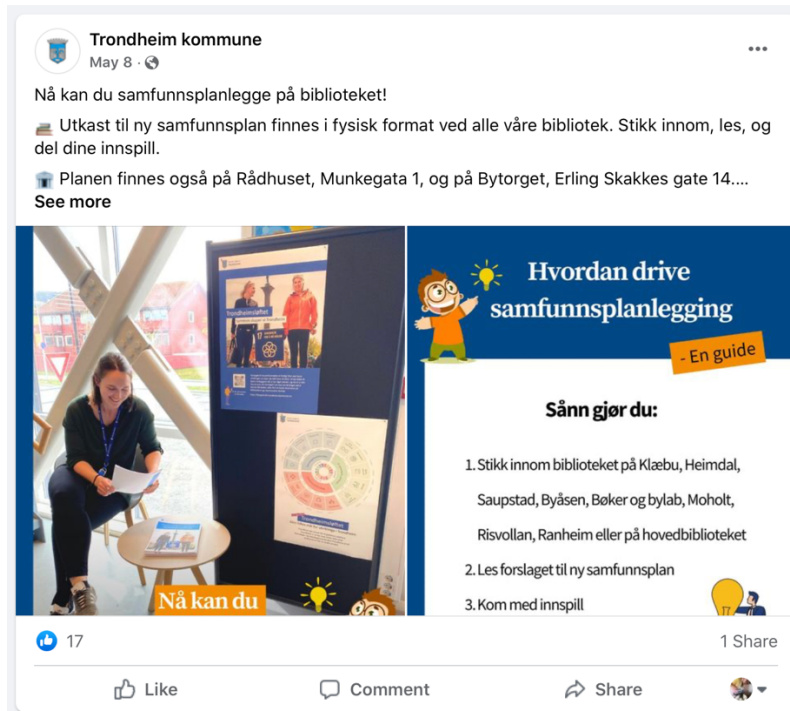 Trondheim kommune
May 8
Nå kan du samfunnsplanlegge på biblioteket!
Utkast til ny samfunnsplan finnes i fysisk format ved alle våre bibliotek. Stikk innom, les, og
del dine innspill.
Planen finnes også på Rådhuset, Munkegata 1, og på Bytorget, Erling Skakkes gate 14....
See more
Trondheimsløftet
17
Trondheimsløftet
Nå kan du
Hvordan drive
samfunnsplanlegging
- En guide
Sånn gjør du:
1. Stikk innom biblioteket på Klæbu, Heimdal,
Saupstad, Byåsen, Bøker og bylab, Moholt,
Risvollan, Ranheim eller på hovedbiblioteket
2. Les forslaget til ny samfunnsplan
3. Kom med innspill
17
1 Share
Like
Comment
Share